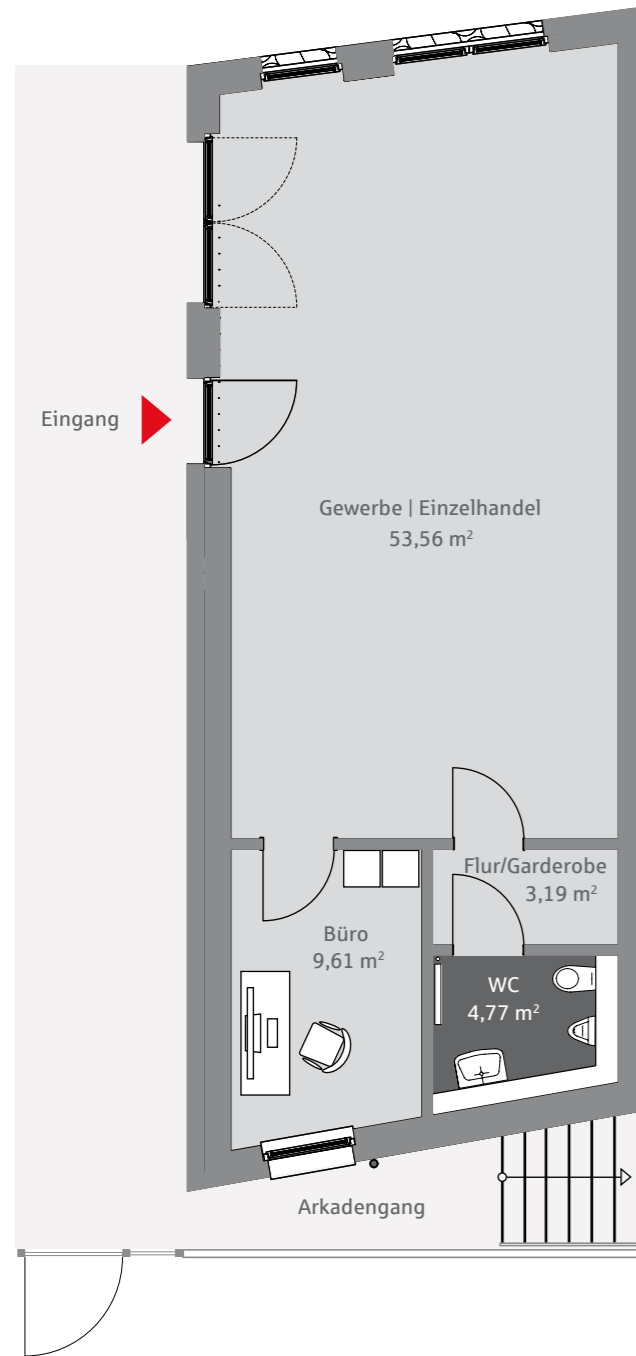 Eingang
Gewerbe | Einzelhandel
53,56 m²
Flur/Garderobe
3,19 m²
Büro
9,61 m²
WC
4,77 m²
Arkadengang